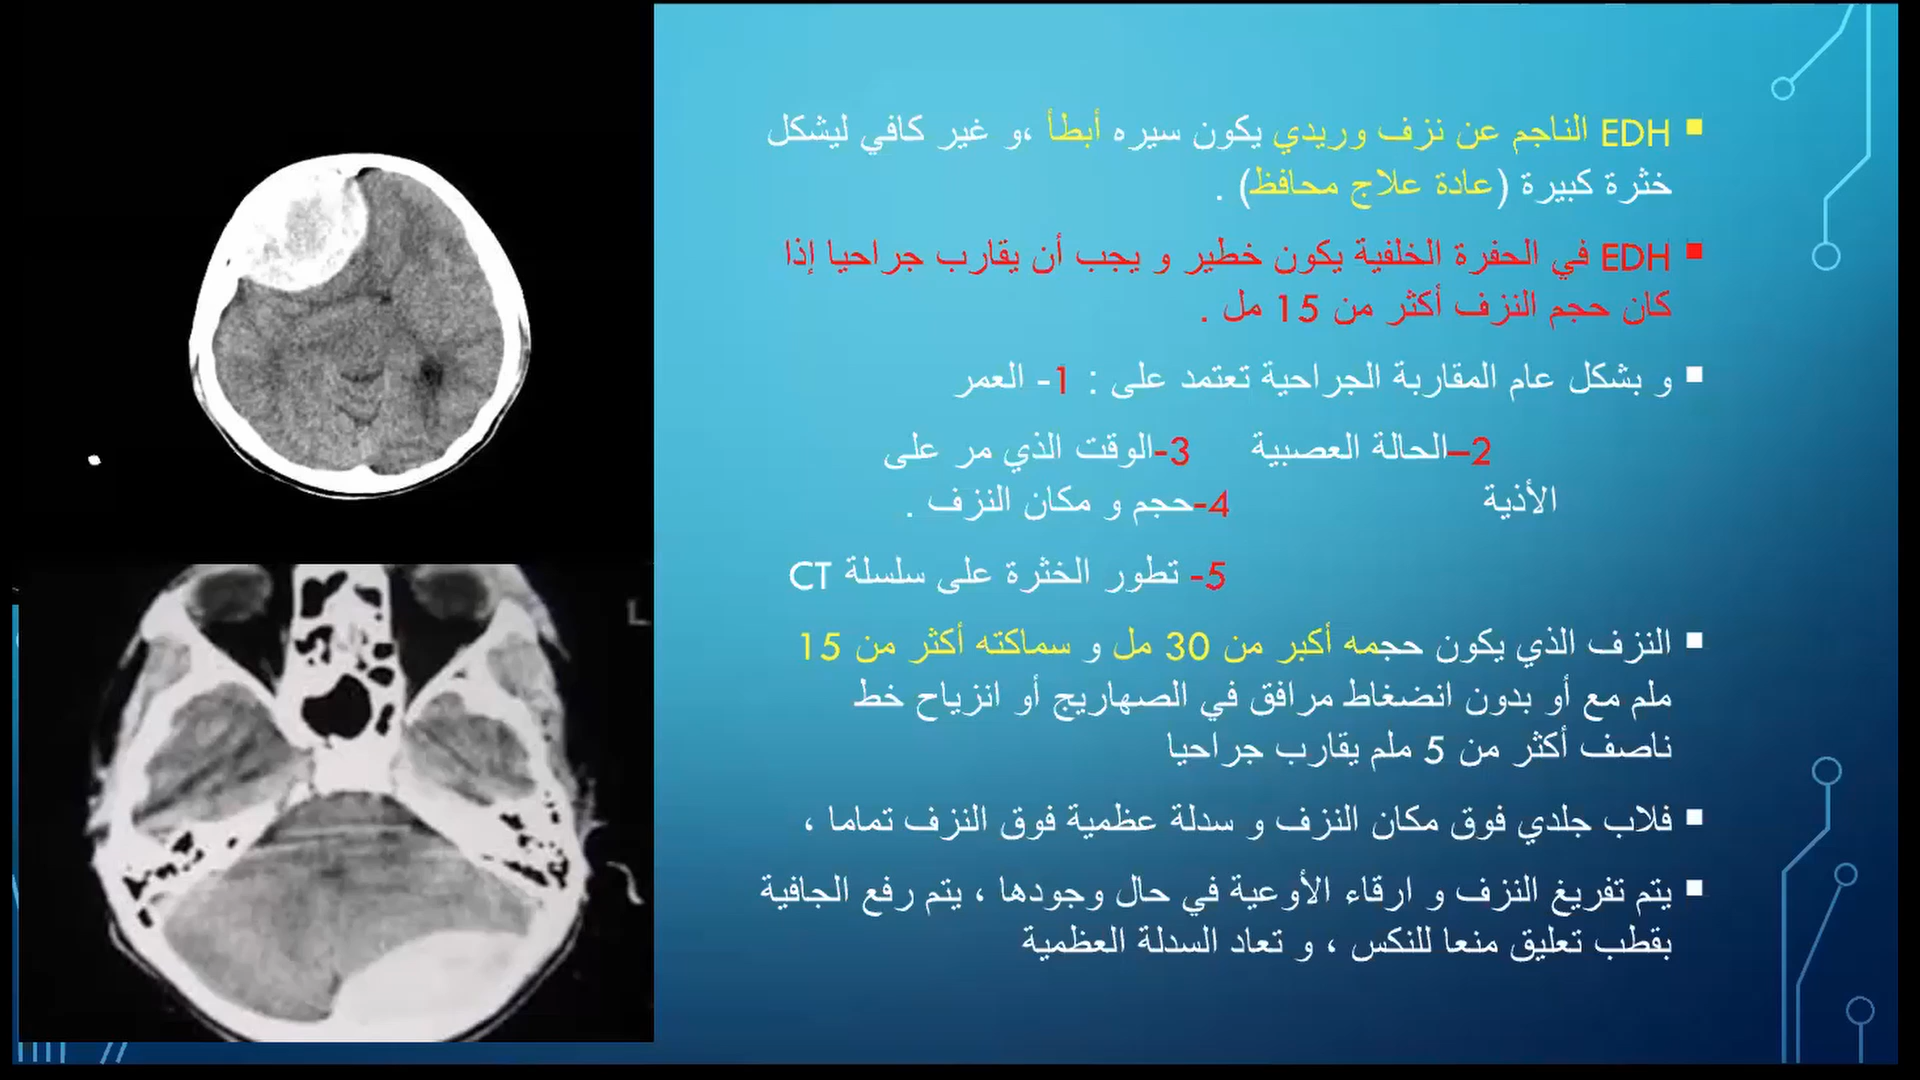 EDH الناجم عن نزف وريدي يكون سيره أبطأ ،و غير كافي ليشكل
خثرة كبيرة (عادة علاج محافظ) .
EDH في الحفرة الخلفية يكون خطير و يجب أن يقارب جراحيا إذا
كان حجم النزف أكثر من 15 مل .
و بشكل عام المقاربة الجراحية تعتمد على : 1- العمر
2–الحالة العصبية 3-الوقت الذي مر على
الأذية 4-حجم و مكان النزف .
5- تطور الخثرة على سلسلة CT
النزف الذي يكون حجمه أكبر من 30 مل و سماكته أكثر من 15
ملم مع أو بدون انضغاط مرافق في الصهاريج أو انزياح خط
ناصف أكثر من 5 ملم يقارب جراحيا
فلاب جلدي فوق مكان النزف و سدلة عظمية فوق النزف تماما ،
يتم تفريغ النزف و ارقاء الأوعية في حال وجودها ، يتم رفع الجافية
بقطب تعليق منعا للنكس ، و تعاد السدلة العظمية
L